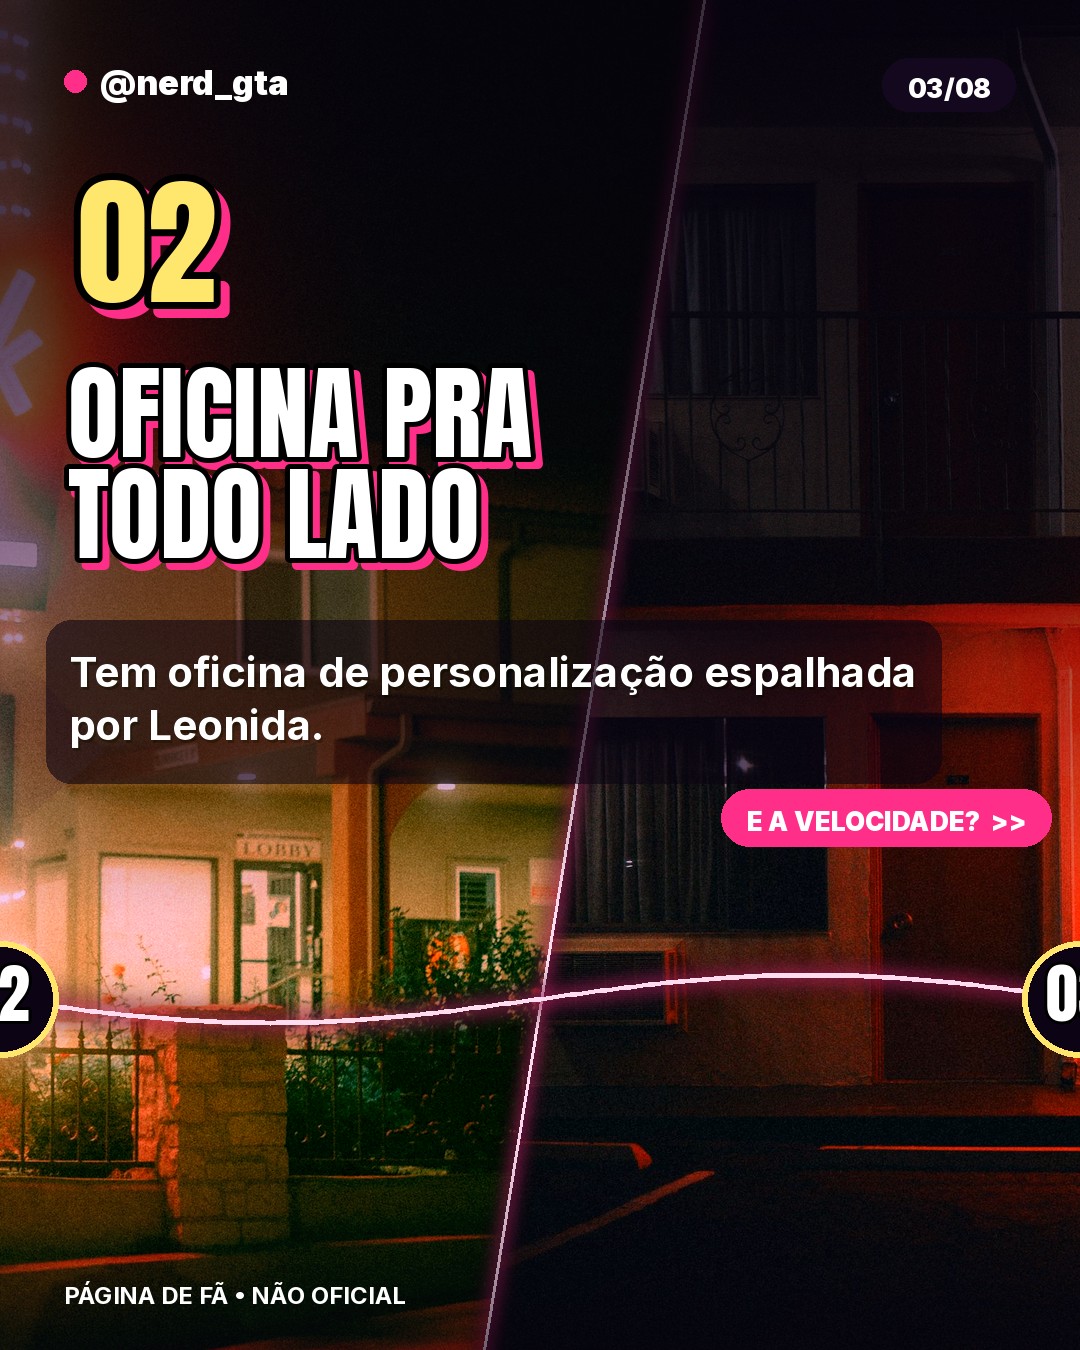 @nerd_gta
03/08
02
OFICINA PRA
TODO LADO
Tem oficina de personalização espalhada
por Leonida.
E A VELOCIDADE? >>
LOBBY
2
0
PÁGINA DE FÃ • NÃO OFICIAL